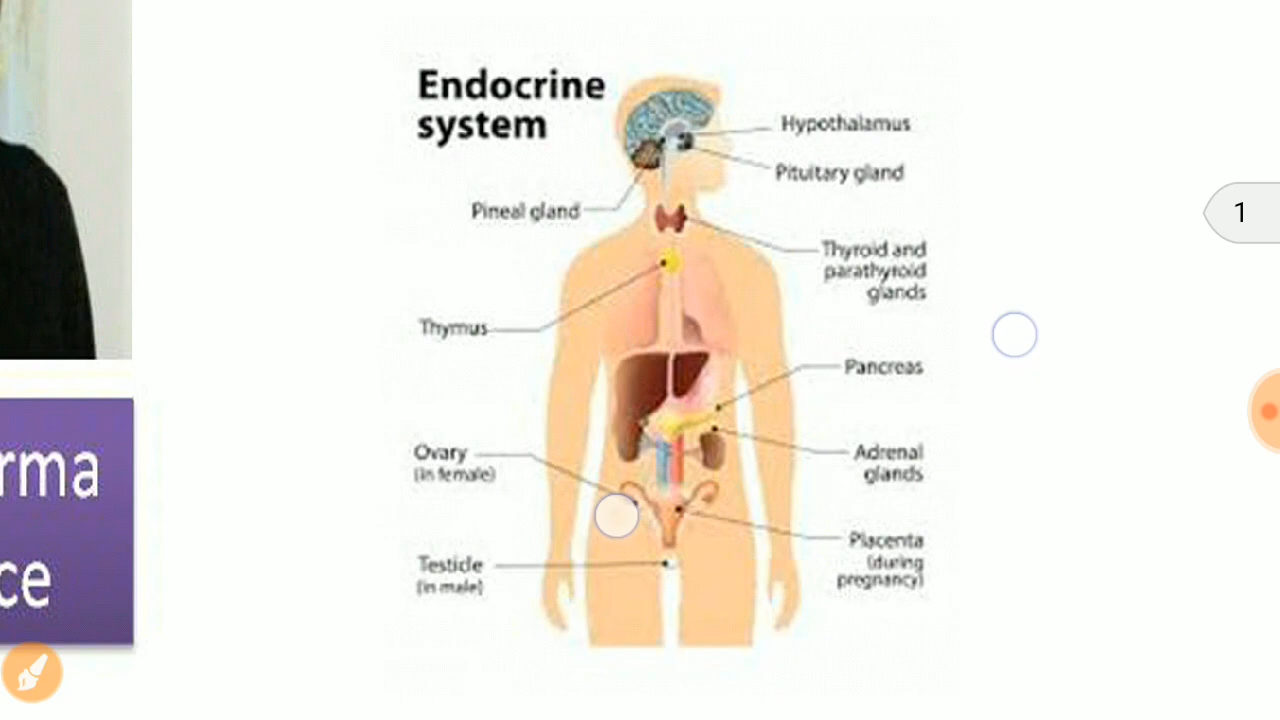 Endocrine
system
Hypothalamus
Pituitary gland
Pineal gland
Thyroid and
parathyroid
glands
Thymus
Pancreas
Ovary
(in female)
Adrenal
glands
Placenta
(during
pregnancy)
Testicle
(in male)
rma
ce
1